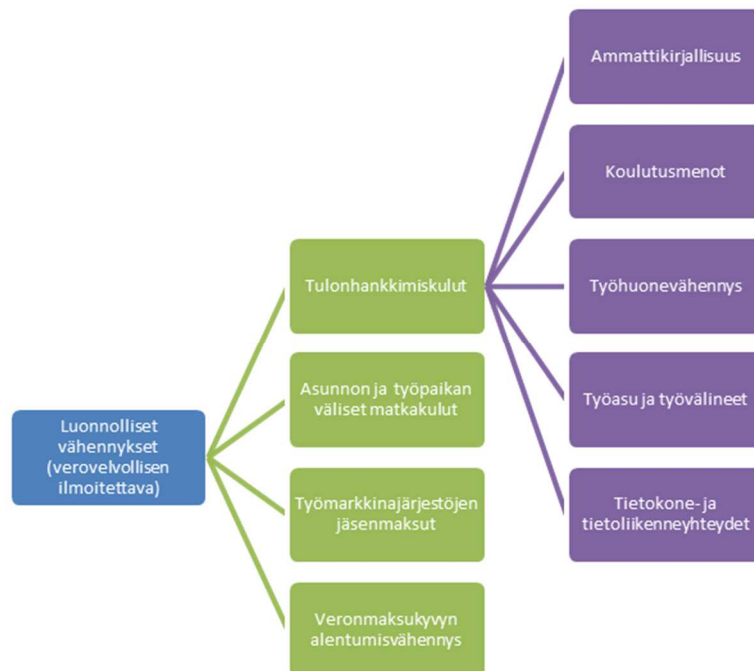 Luonnolliset
vähennykset
(verovelvollisen
ilmoitettava)
Tulonhankkimiskulut
Asunnon ja työpaikan
väliset matkakulut
Työmarkkinajärjestöjen
jäsenmaksut
Veronmaksukyvyn
alentumisvähennys
Ammattikirjallisuus
Koulutusmenot
Työhuonevähennys
Työasu ja työvälineet
Tietokone- ja
tietoliikenneyhteydet